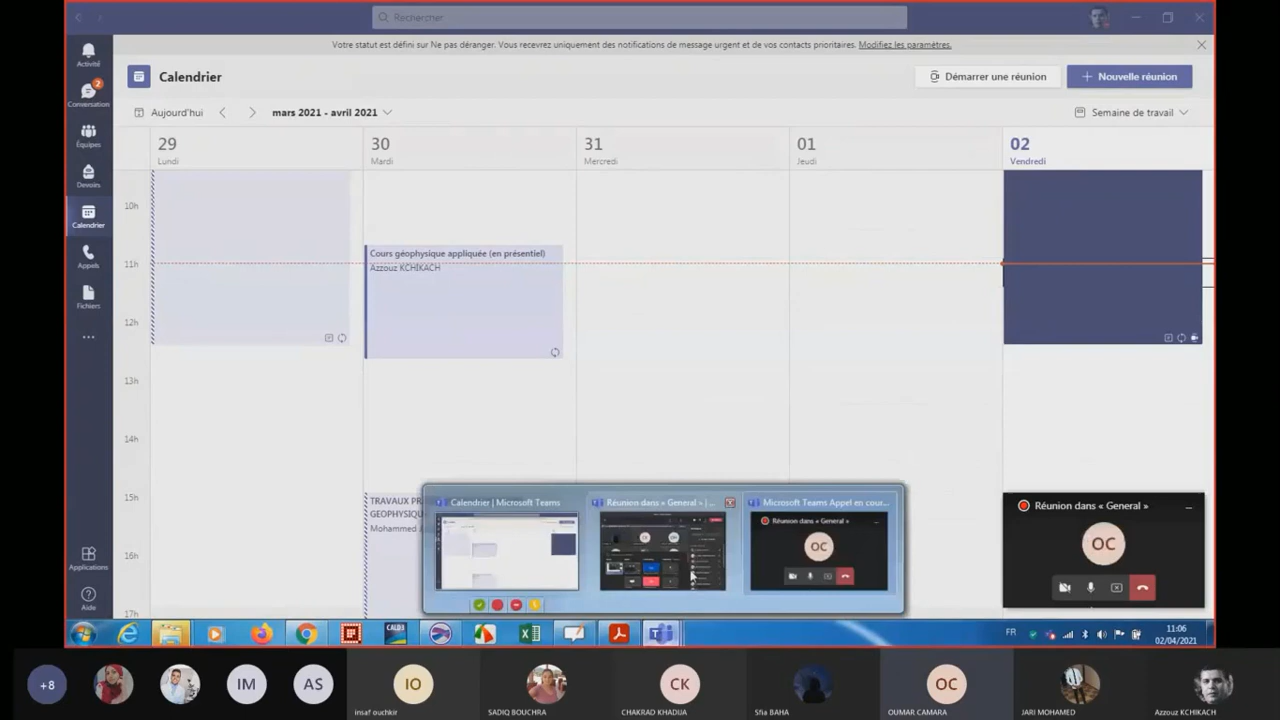 Rechercher
Votre statut est défini sur Ne pas déranger. Vous recevrez uniquement des notifications de message urgent et de vos contacts prioritaires. Modifiez les paramètres.
Activité
2
Conversation
Équipes
Devoirs
Calendrier
Appels
Fichiers
Applications
Aide
Calendrier
Démarrer une réunion
+ Nouvelle réunion
Aujourd'hui
mars 2021 - avril 2021
Semaine de travail
29
Lundi
30
Mardi
31
Mercredi
01
Jeudi
02
Vendredi
10h
11h
12h
13h
14h
15h
16h
17h
Cours géophysique appliquée (en présentiel)
Azzouz KCHIKACH
TRAVAUX PR
GEOPHYSIQU
Mohammed
Calendrier | Microsoft Teams
Réunion dans « General » | ...
Microsoft Teams Appel en cour...
Réunion dans « General »
OC
Réunion dans « General »
OC
CALD3
FR
11:06
02/04/2021
+8
IM
AS
IO
insaf ouchkir
SADIQ BOUCHRA
CK
CHAKRAD KHADIJA
Sfia BAHA
OC
OUMAR CAMARA
JARI MOHAMED
Azzouz KCHIKACH